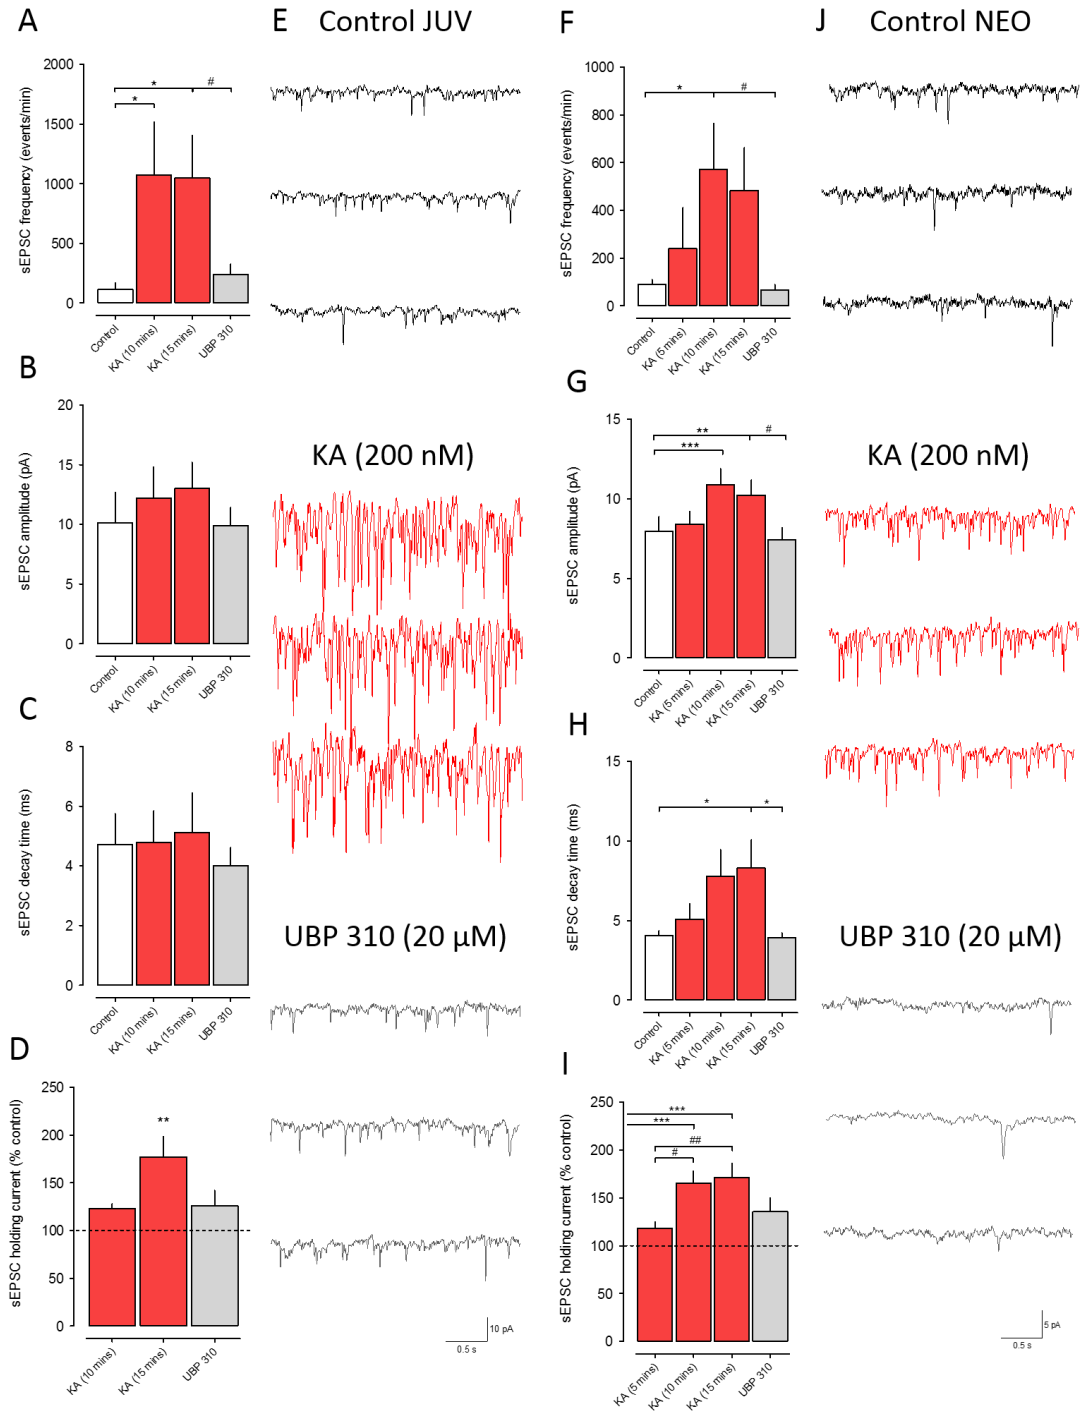 A
E Control JUV
F
J Control NEO
sEPSC frequency (events/min)
2000
1500
1000
500
0
*
#
*
Control
KA (10 mins)
KA (15 mins)
UBP 310
sEPSC frequency (events/min)
1000
800
600
400
200
0
*
#
Control
KA (5 mins)
KA (10 mins)
KA (15 mins)
UBP 310
B
sEPSC amplitude (pA)
20
15
10
5
0
Control
KA (10 mins)
KA (15 mins)
UBP 310
KA (200 nM)
G
sEPSC amplitude (pA)
15
10
5
0
**
#
***
Control
KA (5 mins)
KA (10 mins)
KA (15 mins)
UBP 310
KA (200 nM)
C
sEPSC decay time (ms)
8
6
4
2
0
Control
KA (10 mins)
KA (15 mins)
UBP 310
UBP 310 (20 µM)
H
sEPSC decay time (ms)
15
10
5
0
*
*
Control
KA (5 mins)
KA (10 mins)
KA (15 mins)
UBP 310
UBP 310 (20 µM)
D
sEPSC holding current (% control)
250
200
150
100
50
0
**
KA (10 mins)
KA (15 mins)
UBP 310
10 pA
0.5 s
I
sEPSC holding current (% control)
250
200
150
100
50
0
***
***
##
#
KA (5 mins)
KA (10 mins)
KA (15 mins)
UBP 310
5 pA
0.5 s